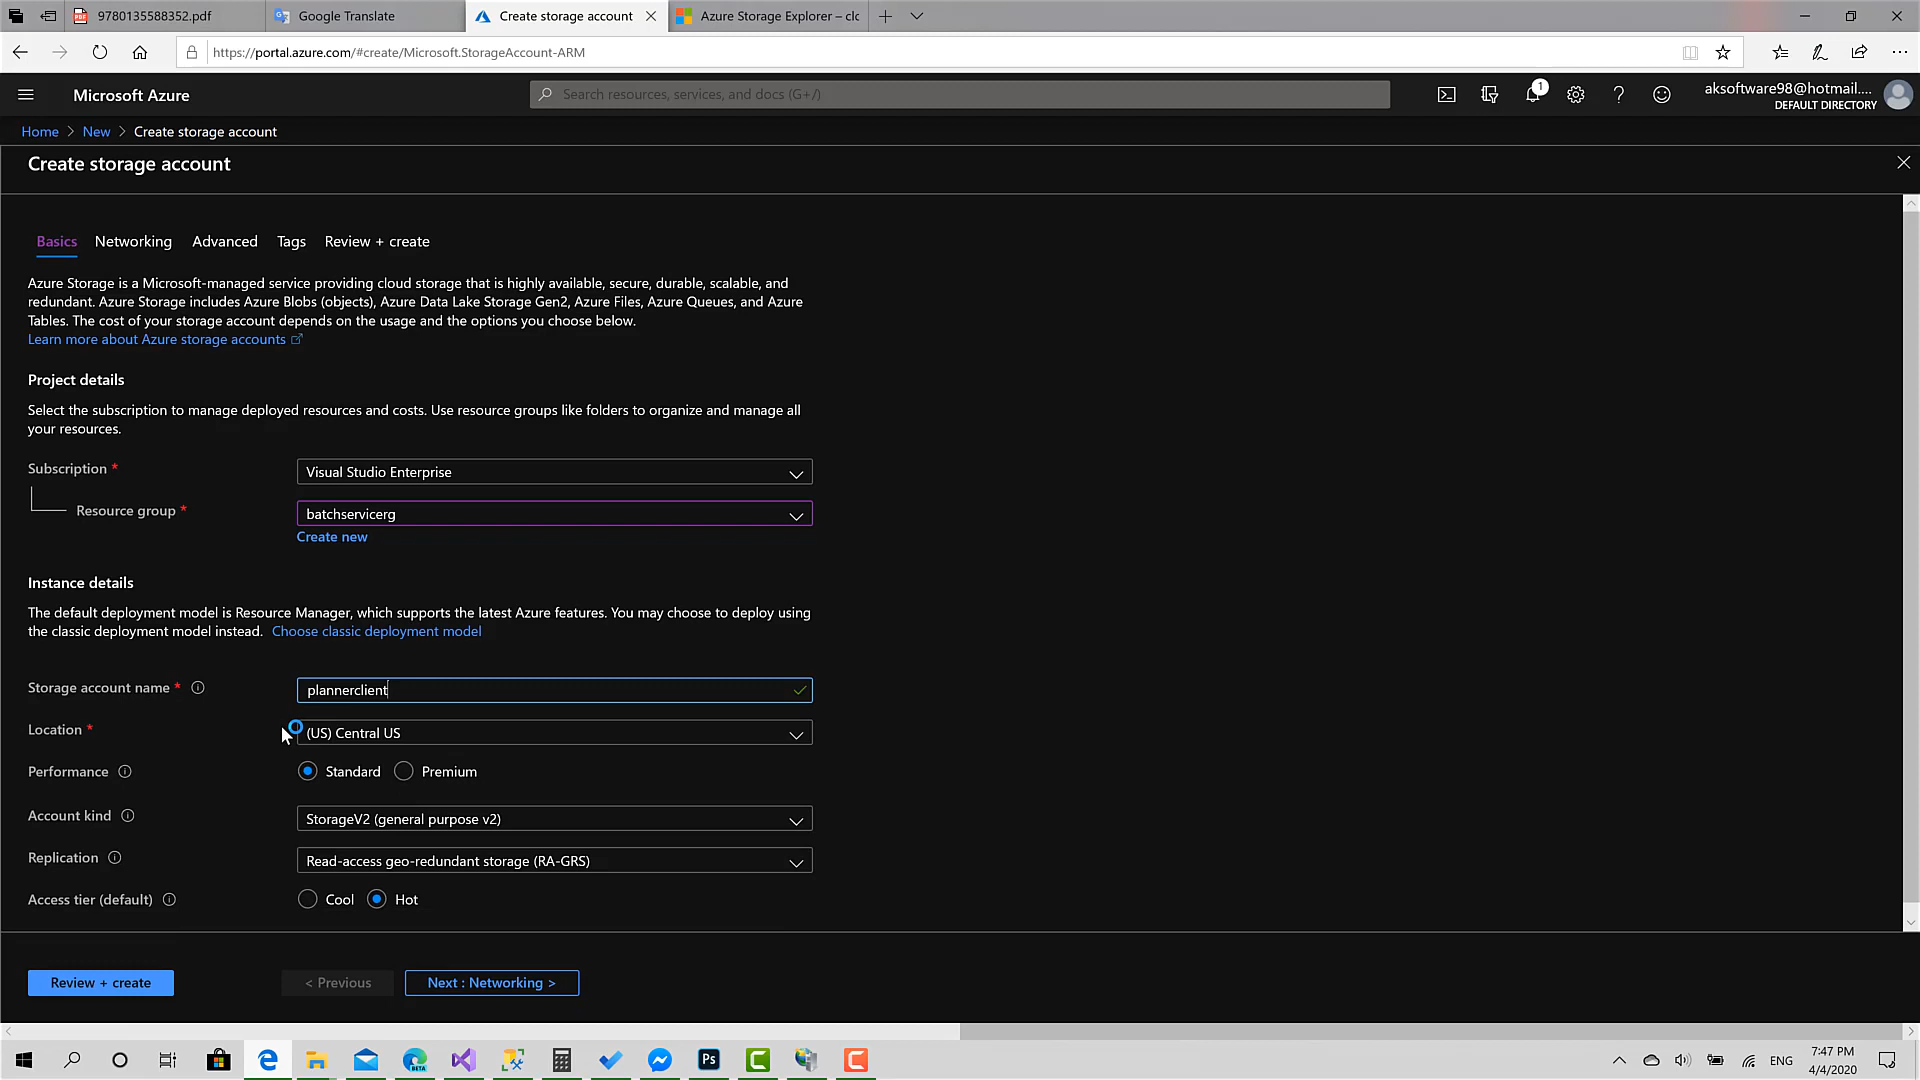 9780135588352.pdf
Google Translate
Create storage account
Azure Storage Explorer – clc
https://portal.azure.com/#create/Microsoft.StorageAccount-ARM
Microsoft Azure
Search resources, services, and docs (G+/)
1
aksoftware98@hotmail....
DEFAULT DIRECTORY
Home > New > Create storage account
Create storage account
Basics Networking Advanced Tags Review + create
Azure Storage is a Microsoft-managed service providing cloud storage that is highly available, secure, durable, scalable, and
redundant. Azure Storage includes Azure Blobs (objects), Azure Data Lake Storage Gen2, Azure Files, Azure Queues, and Azure
Tables. The cost of your storage account depends on the usage and the options you choose below.
Learn more about Azure storage accounts
Project details
Select the subscription to manage deployed resources and costs. Use resource groups like folders to organize and manage all
your resources.
Subscription *
Visual Studio Enterprise
Resource group *
batchservicerg
Create new
Instance details
The default deployment model is Resource Manager, which supports the latest Azure features. You may choose to deploy using
the classic deployment model instead. Choose classic deployment model
Storage account name *
plannerclient
Location *
(US) Central US
Performance
Standard Premium
Account kind
StorageV2 (general purpose v2)
Replication
Read-access geo-redundant storage (RA-GRS)
Access tier (default)
Cool Hot
Review + create
< Previous
Next : Networking >
BETA
Ps
ENG
7:47 PM
4/4/2020